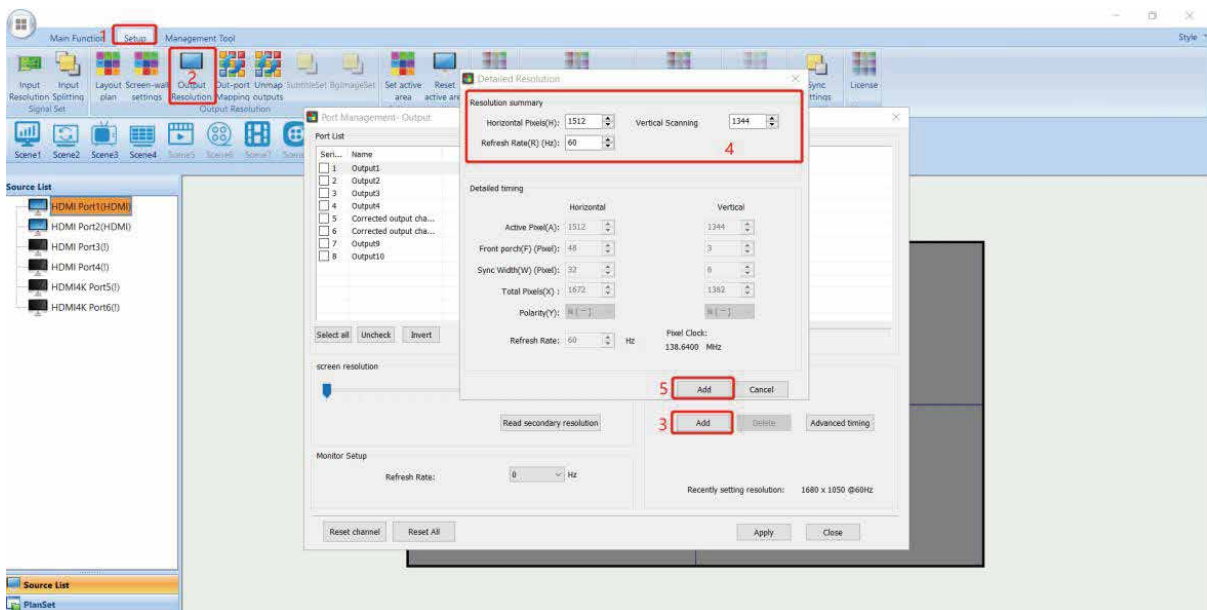 1
Main Function
Setup
Management Tool
Style
2
Input Resolution
Input Splitting
Layout plan
Screen-wall settings
Output Resolution
Out-port Mapping
Unmap outputs
SubtitleSet
BgImageSet
Set active area
Reset active are
Sync
ttings
License
Signal Set
Output Resolution
Scene1
Scene2
Scene3
Scene4
Scene5
Scene6
Scene7
Source List
HDMI Port1(HDMI)
HDMI Port2(HDMI)
HDMI Port3(!)
HDMI Port4(!)
HDMI4K Port5(!)
HDMI4K Port6(!)
Source List
PlanSet
Port Management- Output
Port List
Seri... Name
1 Output1
2 Output2
3 Output3
4 Output4
5 Corrected output cha...
6 Corrected output cha...
7 Output9
8 Output10
Select all Uncheck Invert
screen resolution
Read secondary resolution
3 Add Delete Advanced timing
Monitor Setup
Refresh Rate: 0 Hz
Recently setting resolution: 1680 x 1050 @60Hz
Reset channel Reset All Apply Close
Detailed Resolution
Resolution summary
Horizontal Pixels(H): 1512 Vertical Scanning 1344
Refresh Rate(R) (Hz): 60
4
Detailed timing
Horizontal Vertical
Active Pixel(A): 1512 1344
Front porch(F) (Pixel): 48 3
Sync Width(W) (Pixel): 32 6
Total Pixels(X) : 1672 1382
Polarity(Y): N [-] N [-]
Refresh Rate: 60 Hz
Pixel Clock:
138.6400 MHz
5 Add Cancel